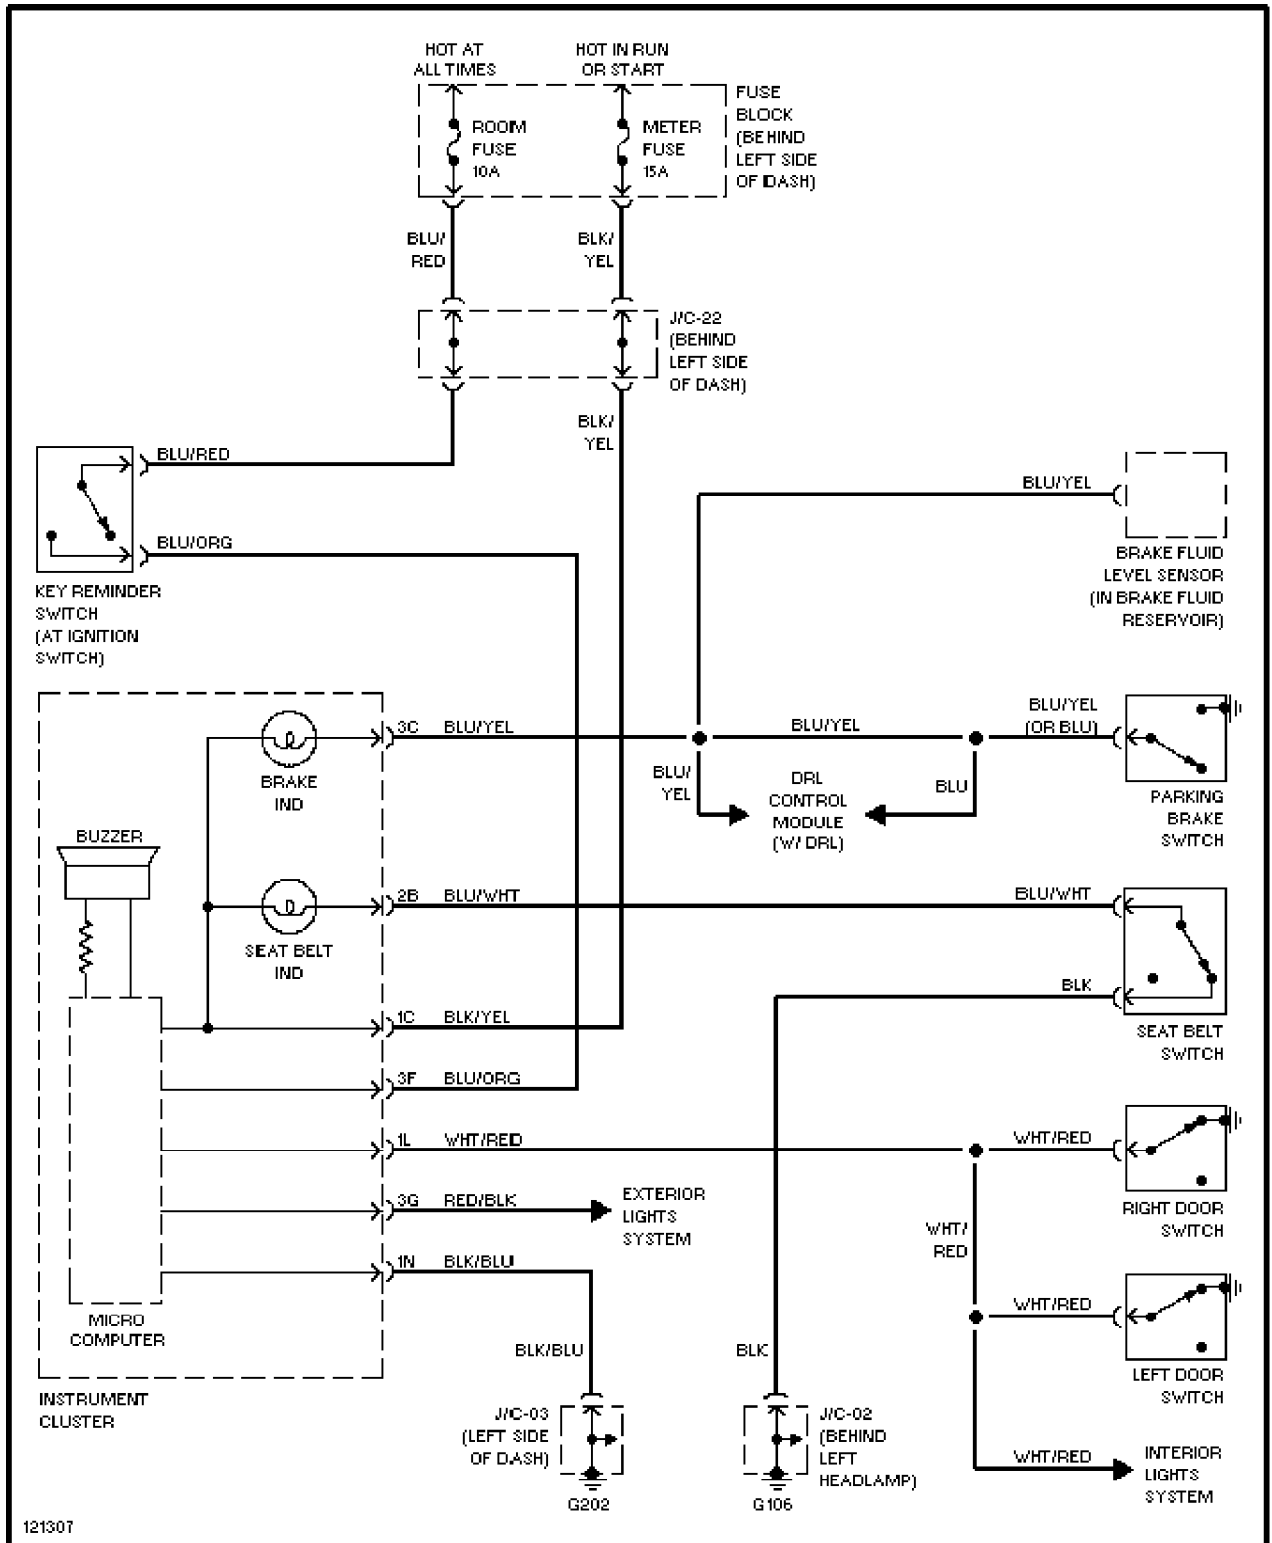 HOT AT
ALL TIMES
HOT IN RUN
OR START
ROOM
FUSE
10A
METER
FUSE
15A
FUSE
BLOCK
(BEHIND
LEFT SIDE
OF DASH)
BLU/
RED
BLK/
YEL
J/C-22
(BEHIND
LEFT SIDE
OF DASH)
BLK/
YEL
BLU/RED
BLU/ORG
KEY REMINDER
SWITCH
(AT IGNITION
SWITCH)
BLU/YEL
BRAKE FLUID
LEVEL SENSOR
(IN BRAKE FLUID
RESERVOIR)
3C BLU/YEL
BLU/YEL
BLU/YEL
(OR BLU)
BRAKE
IND
BLU/
YEL
DRL
CONTROL
MODULE
(W/ DRL)
BLU
PARKING
BRAKE
SWITCH
BUZZER
2B BLU/WHT
BLU/WHT
SEAT BELT
IND
BLK
1C BLK/YEL
SEAT BELT
SWITCH
3F BLU/ORG
1L WHT/RED
WHT/RED
3G RED/BLK
EXTERIOR
LIGHTS
SYSTEM
RIGHT DOOR
SWITCH
WHT/
RED
1N BLK/BLU
WHT/RED
MICRO
COMPUTER
BLK/BLU
BLK
LEFT DOOR
SWITCH
INSTRUMENT
CLUSTER
J/C-03
(LEFT SIDE
OF DASH)
G202
J/C-02
(BEHIND
LEFT
HEADLAMP)
G106
WHT/RED
INTERIOR
LIGHTS
SYSTEM
121307